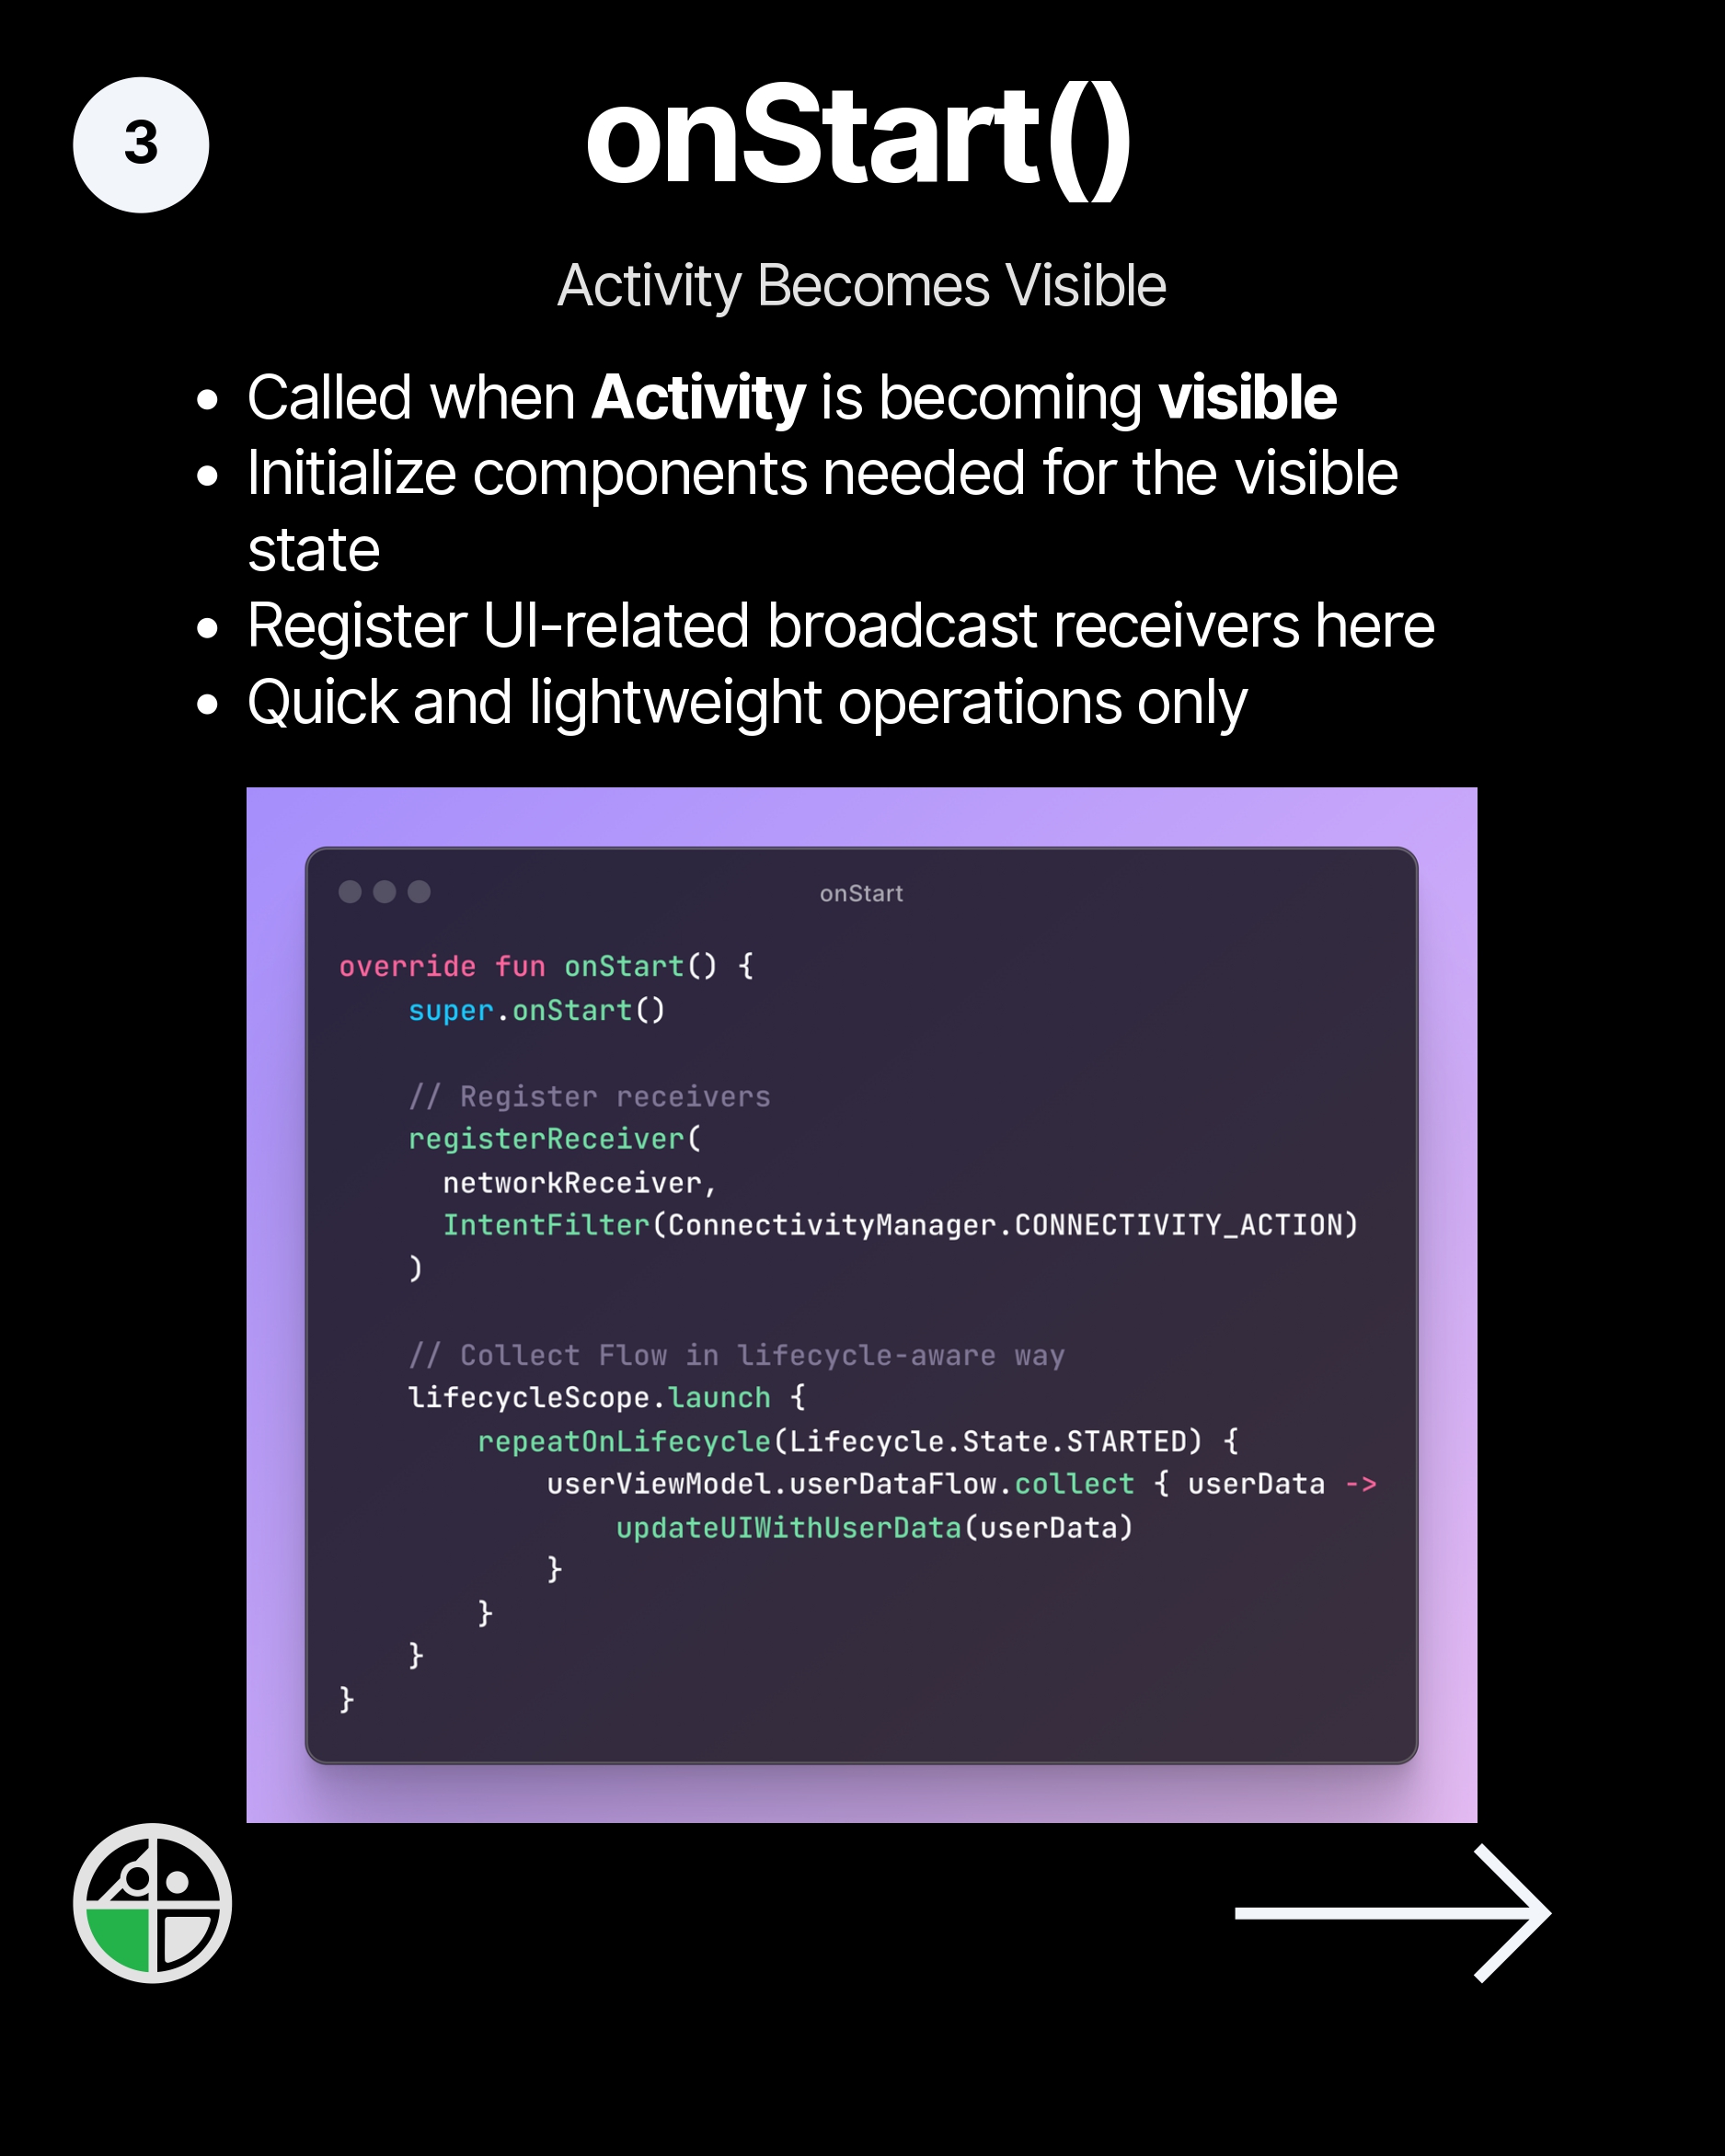 3
onStart()
Activity Becomes Visible
• Called when Activity is becoming visible
• Initialize components needed for the visible
state
• Register UI-related broadcast receivers here
• Quick and lightweight operations only
onStart
override fun onStart() {
    super.onStart()
    // Register receivers
    registerReceiver(
      networkReceiver,
      IntentFilter(ConnectivityManager.CONNECTIVITY_ACTION)
    )
    // Collect Flow in lifecycle-aware way
    lifecycleScope.launch {
        repeatOnLifecycle(Lifecycle.State.STARTED) {
            userViewModel.userDataFlow.collect { userData ->
                updateUIWithUserData(userData)
            }
        }
    }
}